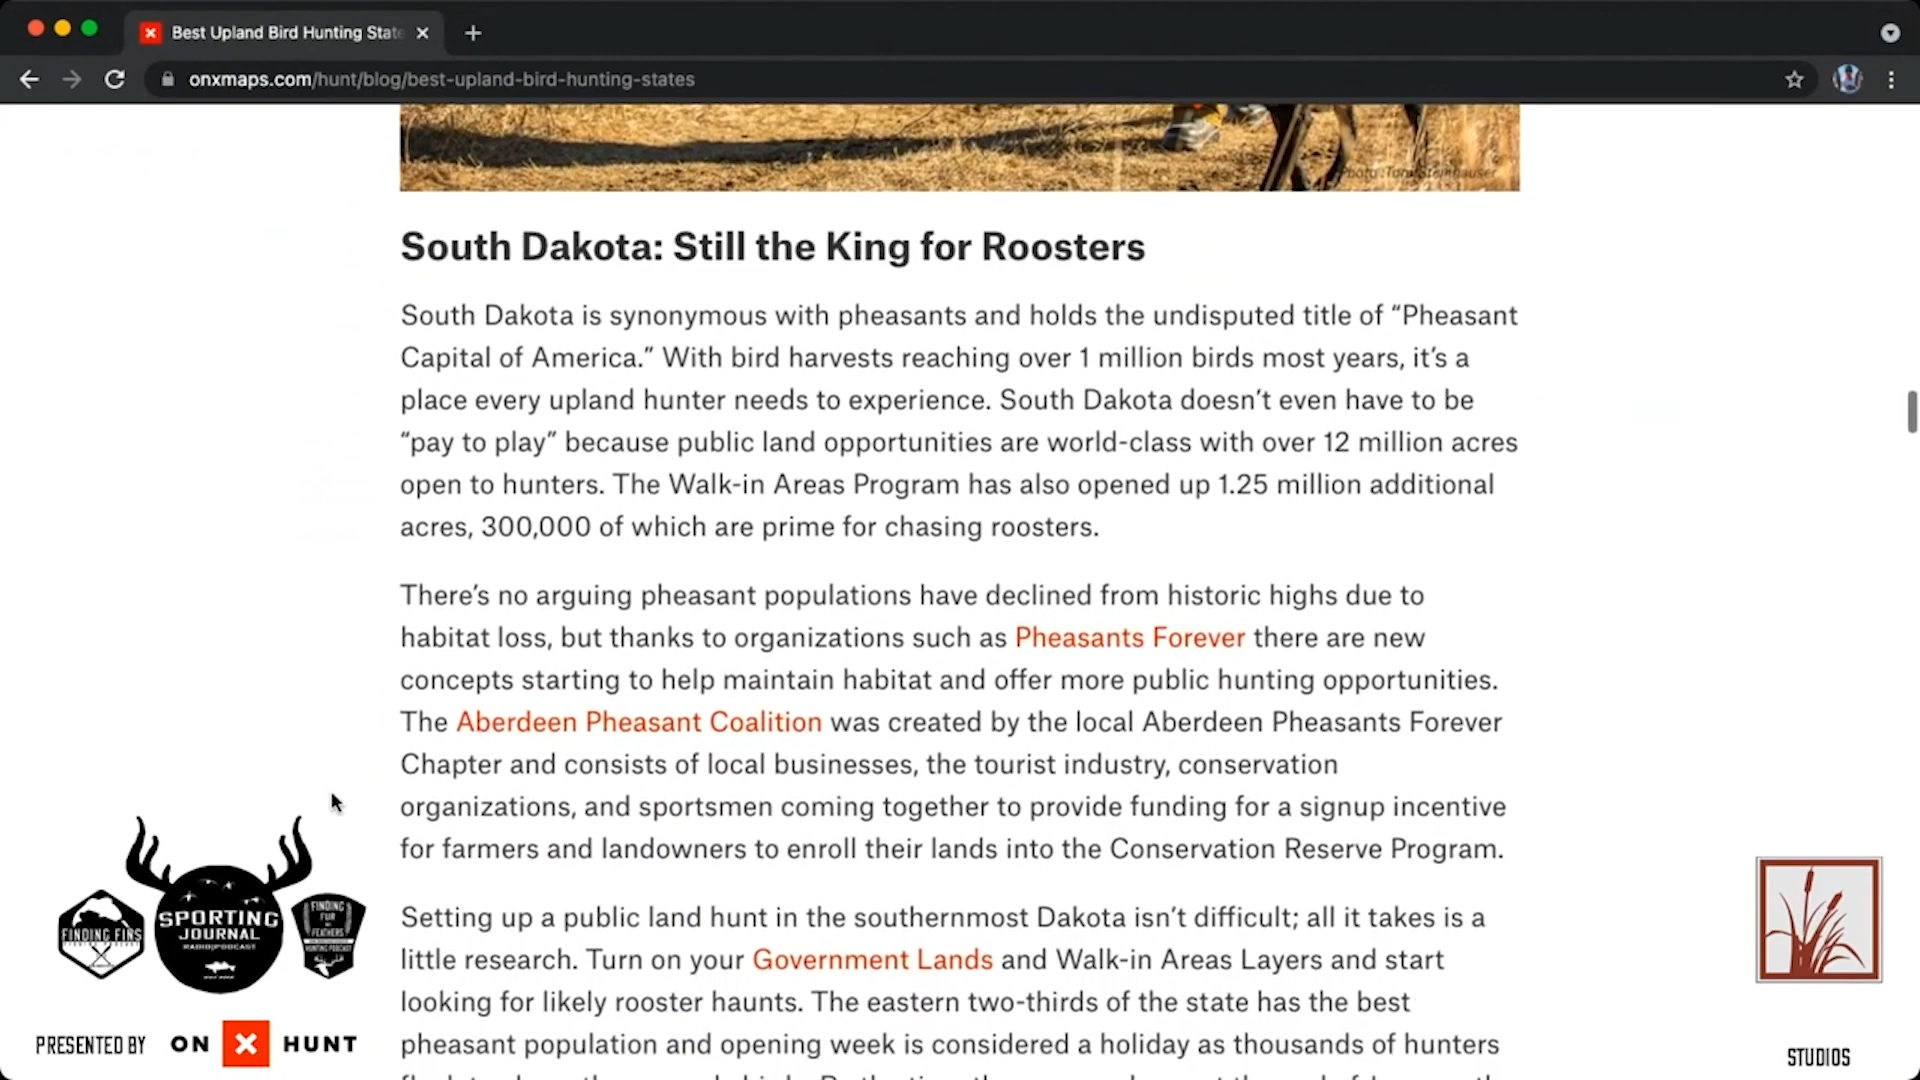 Best Upland Bird Hunting State
onxmaps.com/hunt/blog/best-upland-bird-hunting-states
Photo: Tom Steinhauser
South Dakota: Still the King for Roosters
South Dakota is synonymous with pheasants and holds the undisputed title of “Pheasant
Capital of America.” With bird harvests reaching over 1 million birds most years, it’s a
place every upland hunter needs to experience. South Dakota doesn’t even have to be
“pay to play” because public land opportunities are world-class with over 12 million acres
open to hunters. The Walk-in Areas Program has also opened up 1.25 million additional
acres, 300,000 of which are prime for chasing roosters.
There’s no arguing pheasant populations have declined from historic highs due to
habitat loss, but thanks to organizations such as Pheasants Forever there are new
concepts starting to help maintain habitat and offer more public hunting opportunities.
The Aberdeen Pheasant Coalition was created by the local Aberdeen Pheasants Forever
Chapter and consists of local businesses, the tourist industry, conservation
organizations, and sportsmen coming together to provide funding for a signup incentive
for farmers and landowners to enroll their lands into the Conservation Reserve Program.
Setting up a public land hunt in the southernmost Dakota isn’t difficult; all it takes is a
little research. Turn on your Government Lands and Walk-in Areas Layers and start
looking for likely rooster haunts. The eastern two-thirds of the state has the best
pheasant population and opening week is considered a holiday as thousands of hunters
FINDING FINS
SPORTING
JOURNAL
RADIO|PODCAST
FINDING
FUR
FEATHERS
HUNTING PODCAST
PRESENTED BY ON X HUNT
STUDIOS